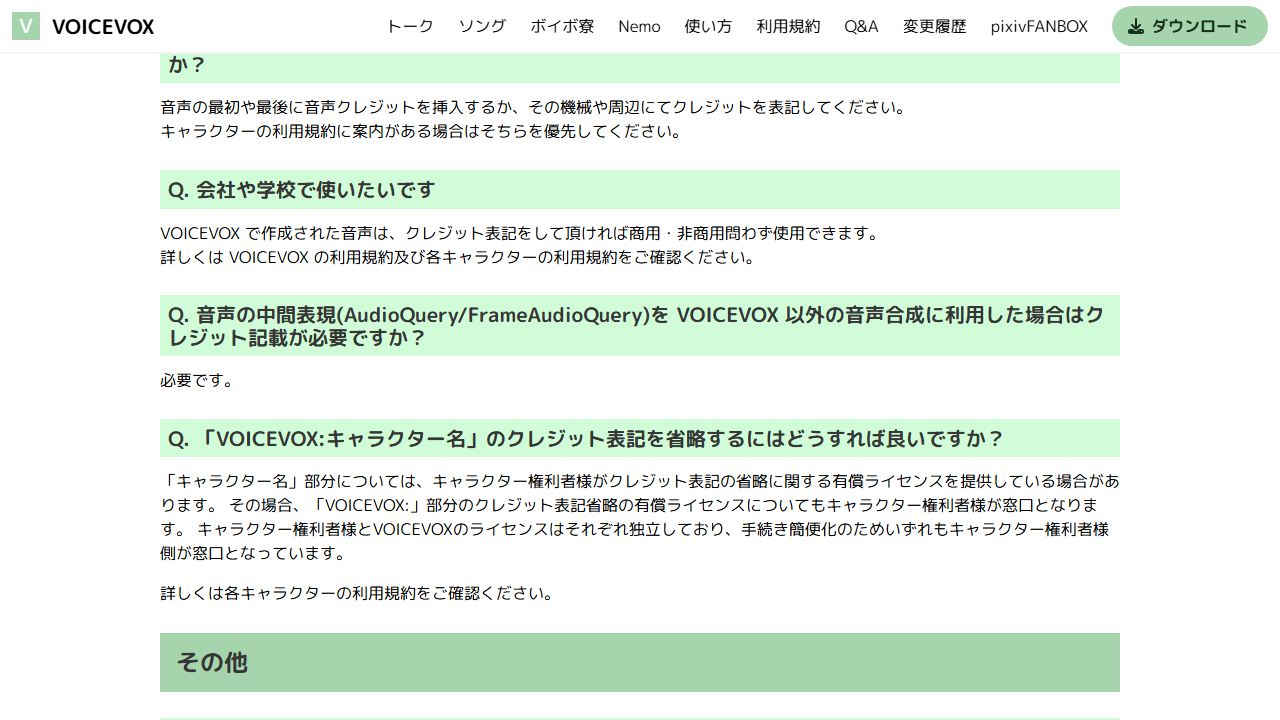 V VOICEVOX トーク ソング ボイボ寮 Nemo 使い方 利用規約 Q&A 変更履歴 pixivFANBOX ダウンロード
か？
音声の最初や最後に音声クレジットを挿入するか、その機械や周辺にてクレジットを表記してください。
キャラクターの利用規約に案内がある場合はそちらを優先してください。
Q. 会社や学校で使いたいです
VOICEVOX で作成された音声は、クレジット表記をして頂ければ商用・非商用問わず使用できます。
詳しくは VOICEVOX の利用規約及び各キャラクターの利用規約をご確認ください。
Q. 音声の中間表現(AudioQuery/FrameAudioQuery)を VOICEVOX 以外の音声合成に利用した場合はク
レジット記載が必要ですか？
必要です。
Q. 「VOICEVOX:キャラクター名」のクレジット表記を省略するにはどうすれば良いですか？
「キャラクター名」部分については、キャラクター権利者様がクレジット表記の省略に関する有償ライセンスを提供している場合があ
ります。 その場合、「VOICEVOX:」部分のクレジット表記省略の有償ライセンスについてもキャラクター権利者様が窓口となりま
す。 キャラクター権利者様とVOICEVOXのライセンスはそれぞれ独立しており、手続き簡便化のためいずれもキャラクター権利者様
側が窓口となっています。
詳しくは各キャラクターの利用規約をご確認ください。
その他